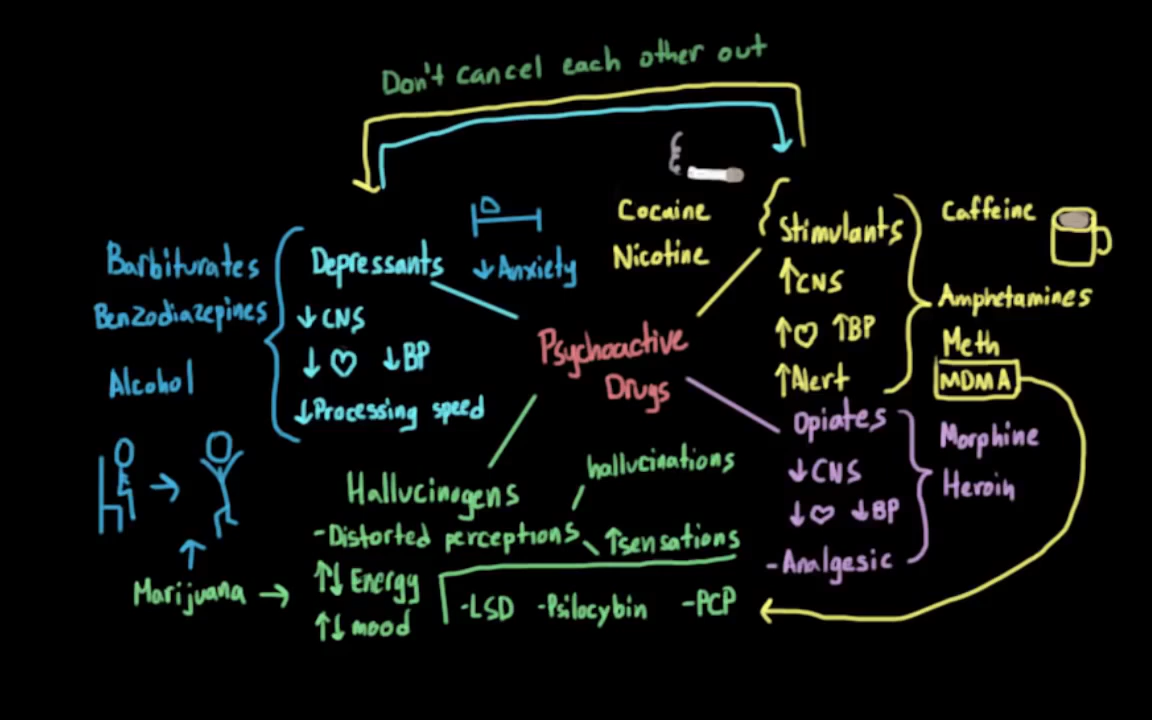 Don't cancel each other out
Barbiturates
Benzodiazepines
Alcohol
Depressants
↓CNS
↓♡ ↓BP
↓Processing speed
↓Anxiety
Cocaine
Nicotine
Stimulants
↑CNS
↑♡ ↑BP
↑Alert
Caffeine
Amphetamines
Meth
MDMA
Psychoactive
Drugs
Opiates
↓CNS
↓♡ ↓BP
-Analgesic
Morphine
Heroin
Hallucinogens
-Distorted perceptions
hallucinations
↑sensations
↑↓ Energy
↑↓ mood
-LSD -Psilocybin -PCP
Marijuana →